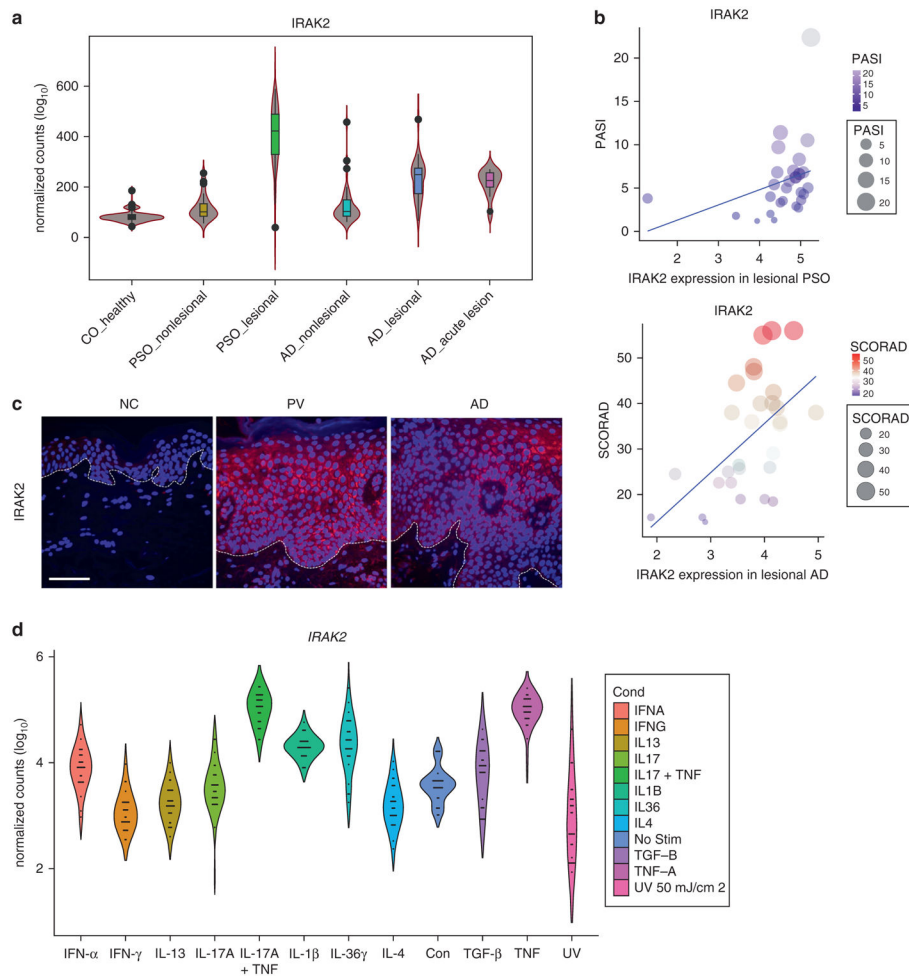 a
IRAK2
normalized counts (log10)
600
400
200
0
CO_healthy
PSO_nonlesional
PSO_lesional
AD_nonlesional
AD_lesional
AD_acute lesion
b
IRAK2
PASI
20
15
10
5
0
2
3
4
5
IRAK2 expression in lesional PSO
PASI
20
15
10
5
PASI
5
10
15
20
IRAK2
SCORAD
50
40
30
20
2
3
4
5
IRAK2 expression in lesional AD
SCORAD
50
40
30
20
SCORAD
20
30
40
50
c
NC
PV
AD
IRAK2
d
IRAK2
normalized counts (log10)
6
4
2
IFN-α
IFN-γ
IL-13
IL-17A
IL-17A
+ TNF
IL-1β
IL-36γ
IL-4
Con
TGF-β
TNF
UV
Cond
IFNA
IFNG
IL13
IL17
IL17 + TNF
IL1B
IL36
IL4
No Stim
TGF–B
TNF–A
UV 50 mJ/cm 2